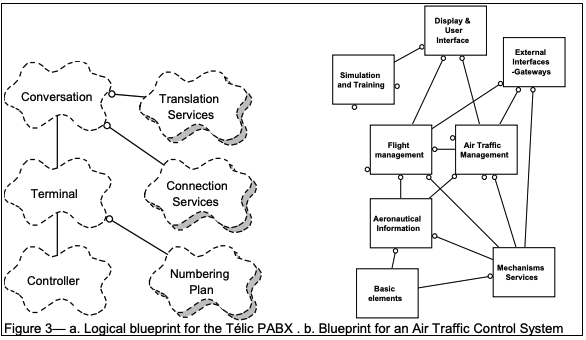 Conversation
Translation
Services
Terminal
Connection
Services
Controller
Numbering
Plan
Display &
User
Interface
External
Interfaces
-Gateways
Simulation
and Training
Flight
management
Air Traffic
Management
Aeronautical
Information
Mechanisms
Services
Basic
elements
Figure 3— a. Logical blueprint for the Télic PABX . b. Blueprint for an Air Traffic Control System